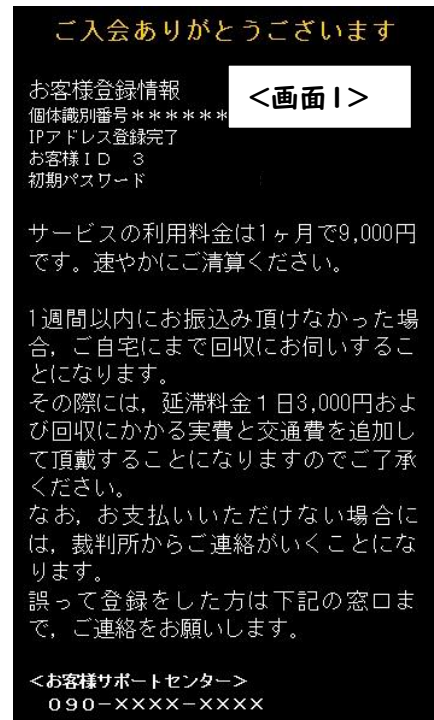 ご入会ありがとうございます
お客様登録情報
<画面1>
個体識別番号******
IPアドレス登録完了
お客様ID 3
初期パスワード
サービスの利用料金は1ヶ月で9,000円
です。速やかにご清算ください。
1週間以内にお振込み頂けなかった場
合，ご自宅にまで回収にお伺いするこ
とになります。
その際には，延滞料金1日3,000円およ
び回収にかかる実費と交通費を追加し
て頂戴することになりますのでご了承
ください。
なお，お支払いいただけない場合に
は，裁判所からご連絡がいくことにな
ります。
誤って登録をした方は下記の窓口ま
で，ご連絡をお願いします。
<お客様サポートセンター>
090-XXXX-XXXX